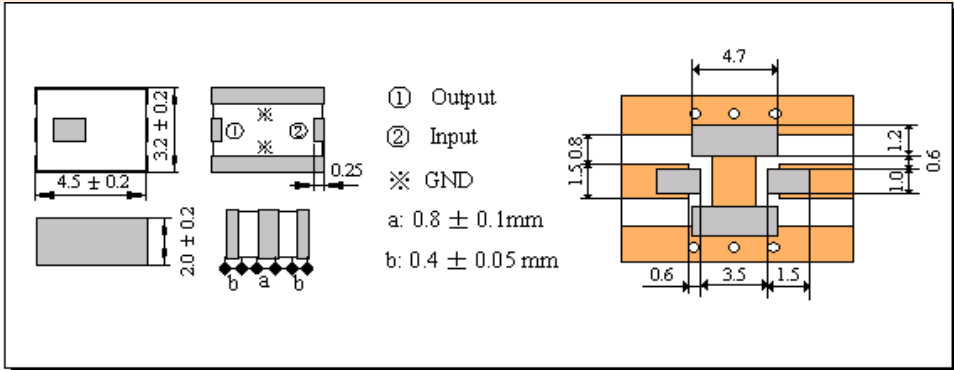 3.2 ± 0.2
4.5 ± 0.2
① ※ ②
※
0.25
2.0 ± 0.2
b a b
① Output
② Input
※ GND
a: 0.8 ± 0.1mm
b: 0.4 ± 0.05 mm
4.7
0.8
1.5
1.2
0.6
1.0
0.6 3.5 1.5